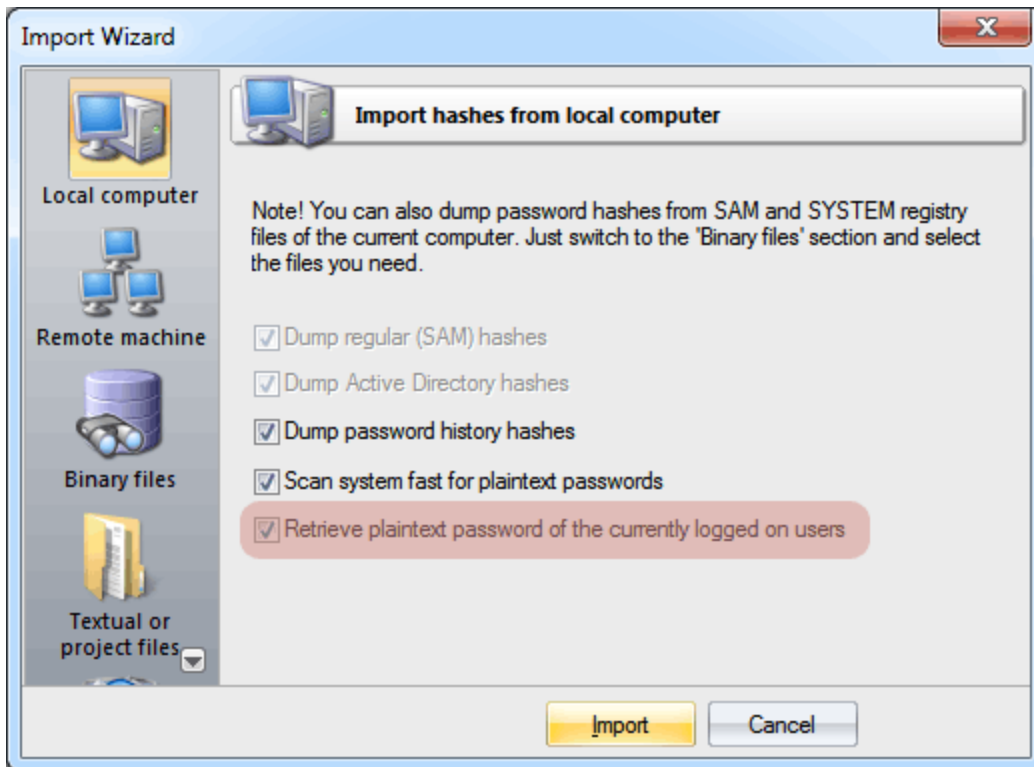 Import Wizard
Import hashes from local computer
Local computer
Note! You can also dump password hashes from SAM and SYSTEM registry
files of the current computer. Just switch to the 'Binary files' section and select
the files you need.
Remote machine
Dump regular (SAM) hashes
Dump Active Directory hashes
Dump password history hashes
Binary files
Scan system fast for plaintext passwords
Retrieve plaintext password of the currently logged on users
Textual or
project files
Import
Cancel